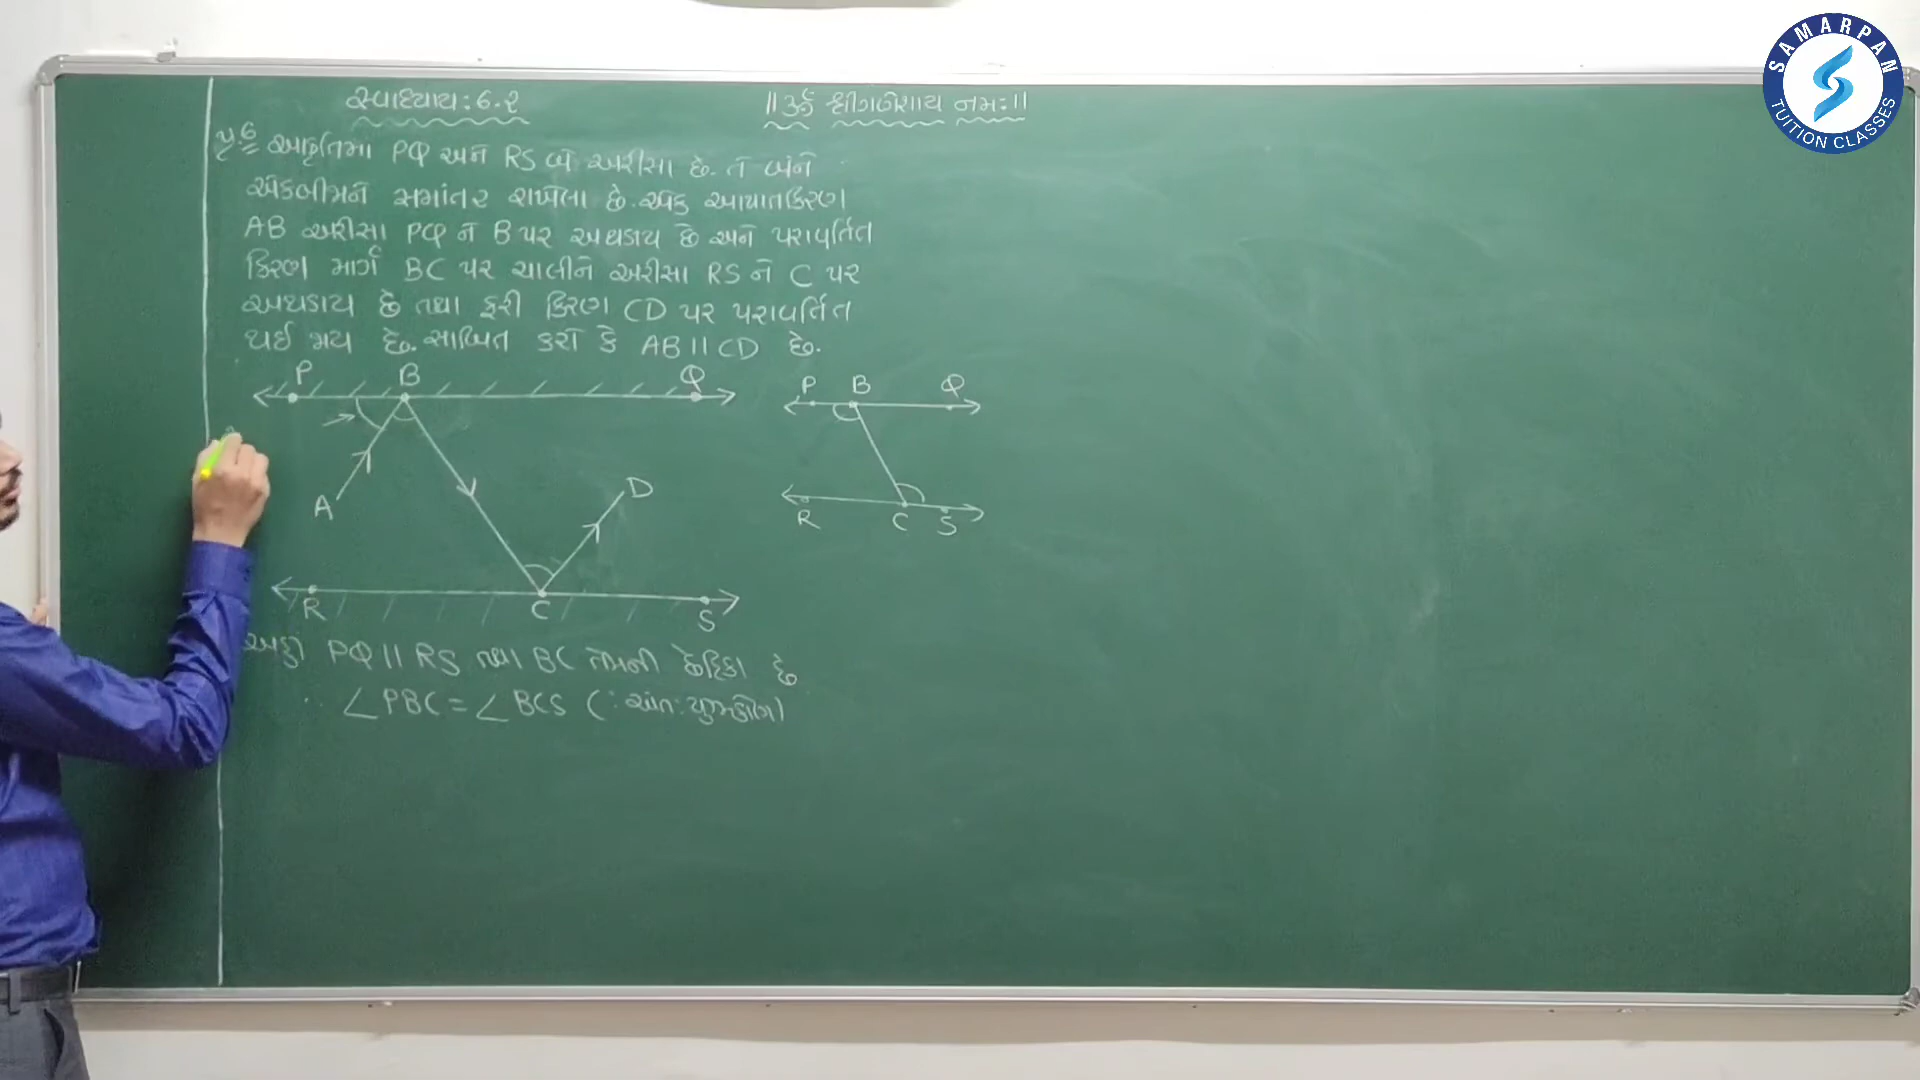 સ્વાધ્યાય: 6.2
॥ ૐ શ્રી ગણેશાય નમઃ ॥
પ્ર.6 આકૃતિમાં PQ અને RS બે અરીસા છે. તે બંને
એકબીજાને સમાંતર રાખેલા છે. એક આપાતકિરણ
AB અરીસા PQ ને B પર અથડાય છે અને પરાવર્તિત
કિરણ માર્ગ BC પર ચાલીને અરીસા RS ને C પર
અથડાય છે તથા ફરી કિરણ CD પર પરાવર્તિત
થઈ જાય છે. સાબિત કરો કે AB || CD છે.
P B Q
A
D
R C S
P B Q
R C S
અહીં PQ || RS તથા BC તેમની છેદિકા છે
∴ ∠PBC = ∠BCS (∵ અંતઃયુગ્મકોણ)
SAMARPAN
TUITION CLASSES